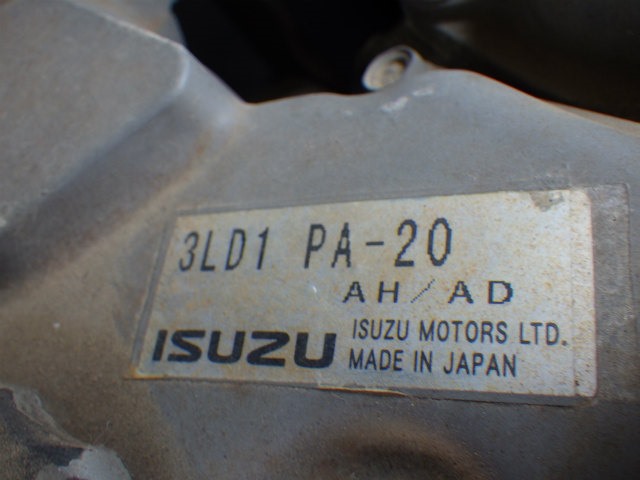 3LD1 PA-20
AH/AD
ISUZU
ISUZU MOTORS LTD.
MADE IN JAPAN